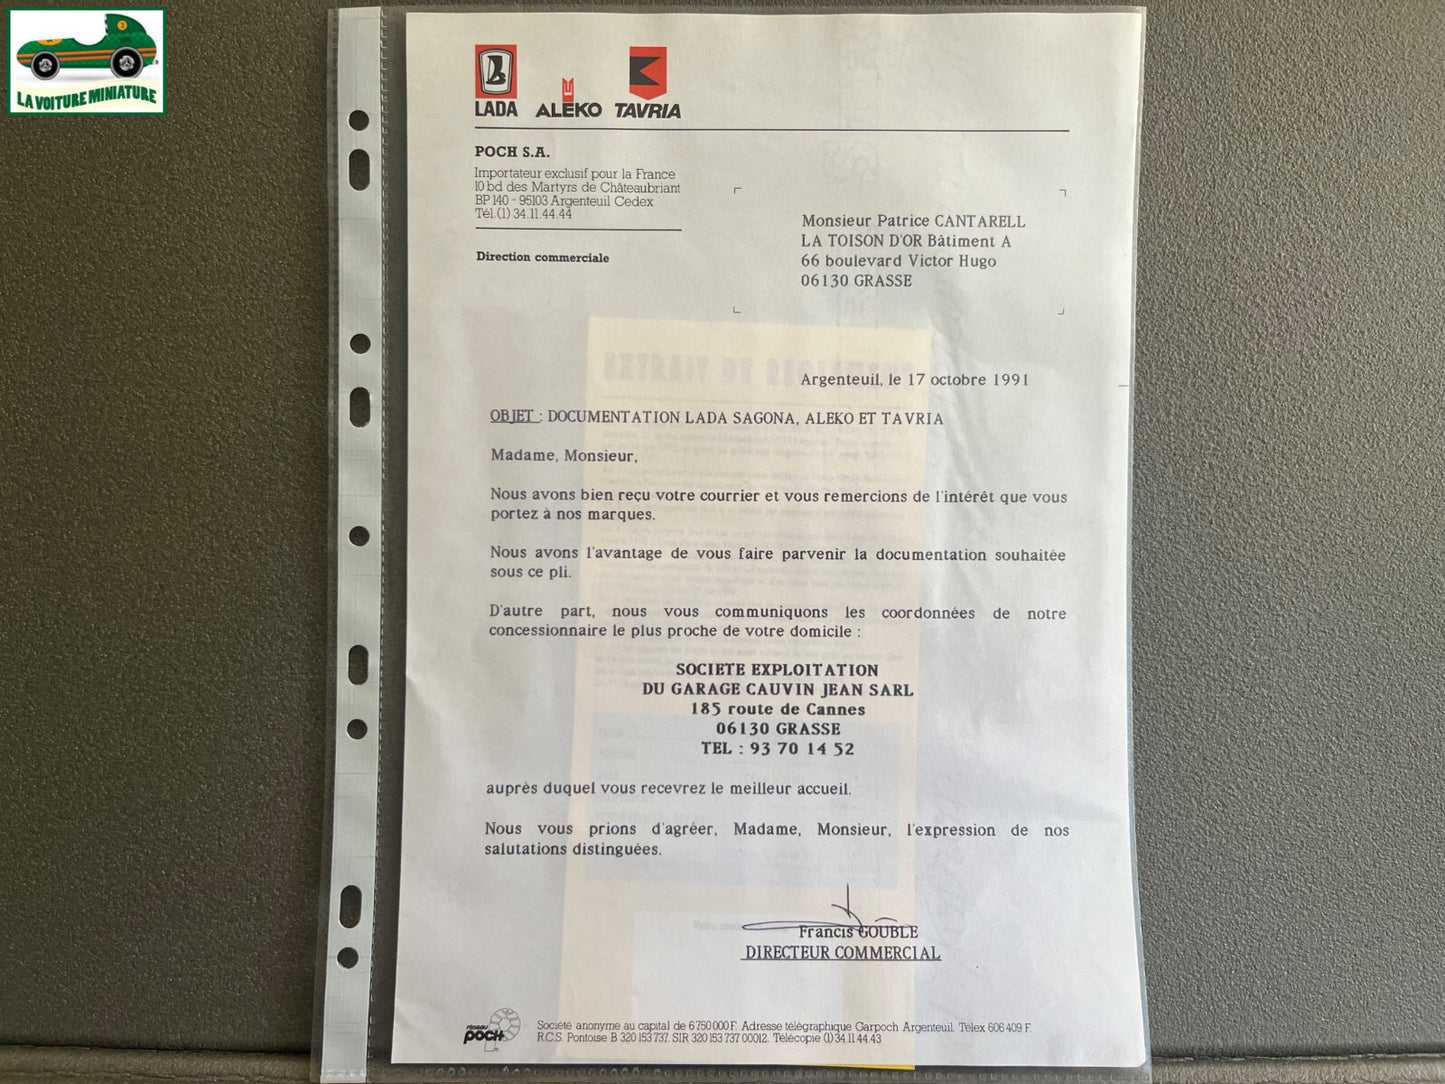 3
LA VOITURE MINIATURE
LADA ALEKO TAVRIA
POCH S.A.
Importateur exclusif pour la France
10 bd des Martyrs de Châteaubriant
BP 140 - 95103 Argenteuil Cedex
Tél. (1) 34.11.44.44
Direction commerciale
Monsieur Patrice CANTARELL
LA TOISON D'OR Bâtiment A
66 boulevard Victor Hugo
06130 GRASSE
Argenteuil, le 17 octobre 1991
OBJET : DOCUMENTATION LADA SAGONA, ALEKO ET TAVRIA
Madame, Monsieur,
Nous avons bien reçu votre courrier et vous remercions de l'intérêt que vous
portez à nos marques.
Nous avons l'avantage de vous faire parvenir la documentation souhaitée
sous ce pli.
D'autre part, nous vous communiquons les coordonnées de notre
concessionnaire le plus proche de votre domicile :
SOCIETE EXPLOITATION
DU GARAGE CAUVIN JEAN SARL
185 route de Cannes
06130 GRASSE
TEL : 93 70 14 52
auprès duquel vous recevrez le meilleur accueil.
Nous vous prions d'agréer, Madame, Monsieur, l'expression de nos
salutations distinguées.
Francis GOUBLE
DIRECTEUR COMMERCIAL
réseau
poch
Société anonyme au capital de 6 750 000 F. Adresse télégraphique Garpoch Argenteuil. Télex 606 409 F.
R.C.S. Pontoise B 320 153 737. SIR 320 153 737 00012. Télécopie (1) 34 11 44 43